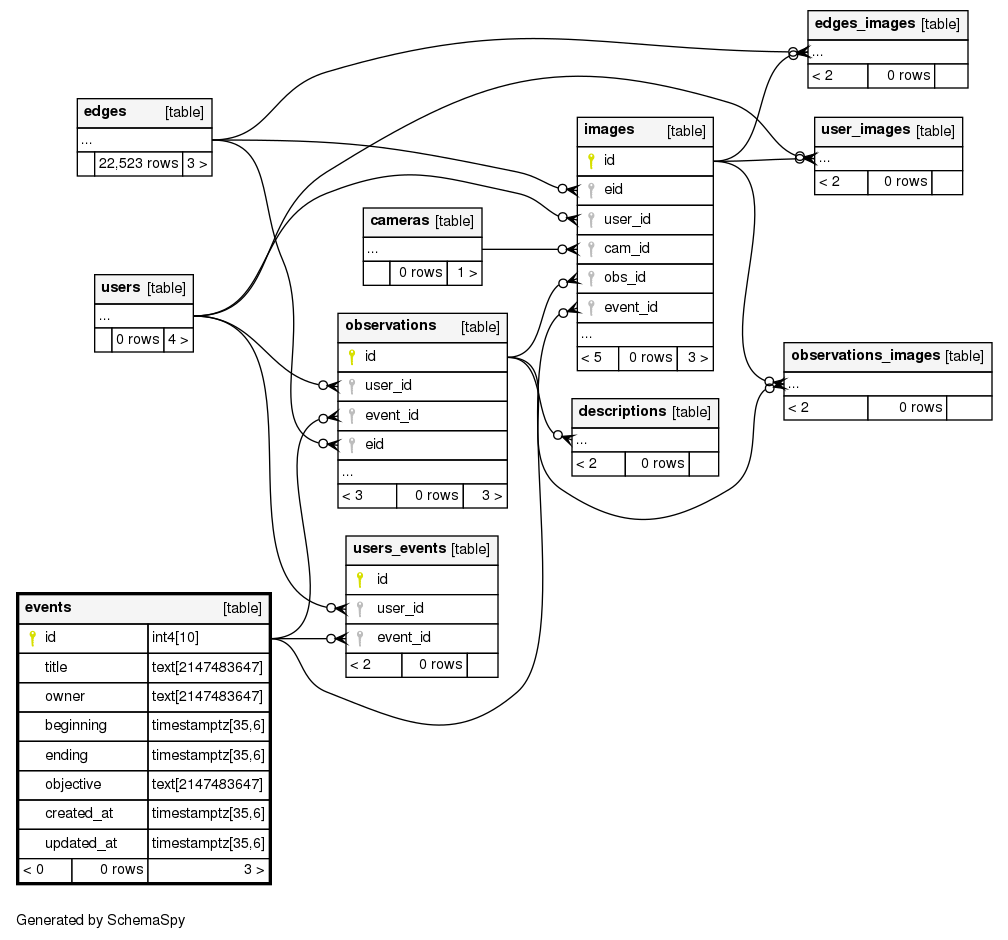 edges_images [table]
...
< 2 0 rows
edges [table]
...
22,523 rows 3 >
images [table]
id
eid
user_id
cam_id
obs_id
event_id
...
< 5 0 rows 3 >
user_images [table]
...
< 2 0 rows
cameras [table]
...
0 rows 1 >
users [table]
...
0 rows 4 >
observations [table]
id
user_id
event_id
eid
...
< 3 0 rows 3 >
observations_images [table]
...
< 2 0 rows
descriptions [table]
...
< 2 0 rows
users_events [table]
id
user_id
event_id
< 2 0 rows
events [table]
id int4[10]
title text[2147483647]
owner text[2147483647]
beginning timestamptz[35,6]
ending timestamptz[35,6]
objective text[2147483647]
created_at timestamptz[35,6]
updated_at timestamptz[35,6]
< 0 0 rows 3 >
Generated by SchemaSpy